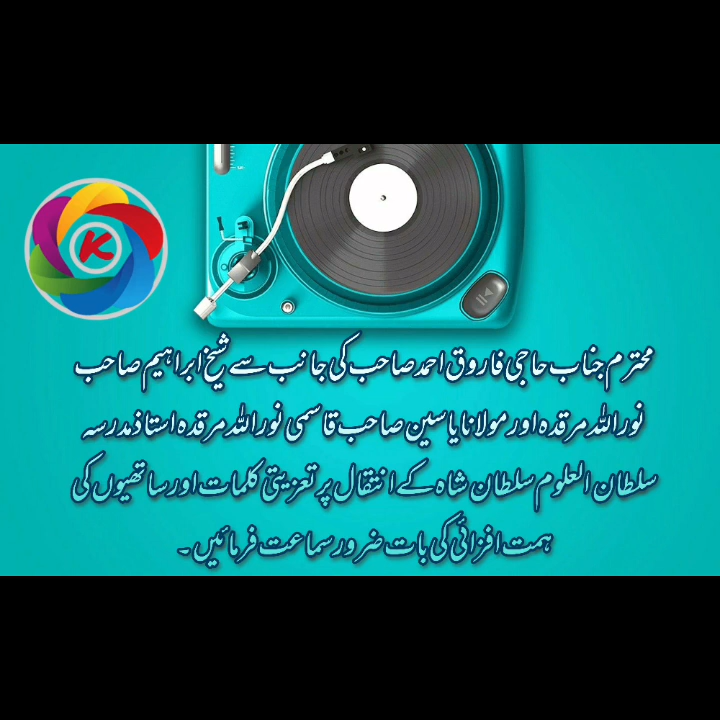 K
محترم جناب حاجی فاروق احمد صاحب کی جانب سے شیخ ابراہیم صاحب
نور اللہ مرقدہ اور مولانا یاسین صاحب قاسمی نور اللہ مرقدہ استاذ مدرسہ
سلطان العلوم سلطان شاہ کے انتقال پر تعزیتی کلمات اور ساتھیوں کی
ہمت افزائی کی بات ضرور سماعت فرمائیں ۔